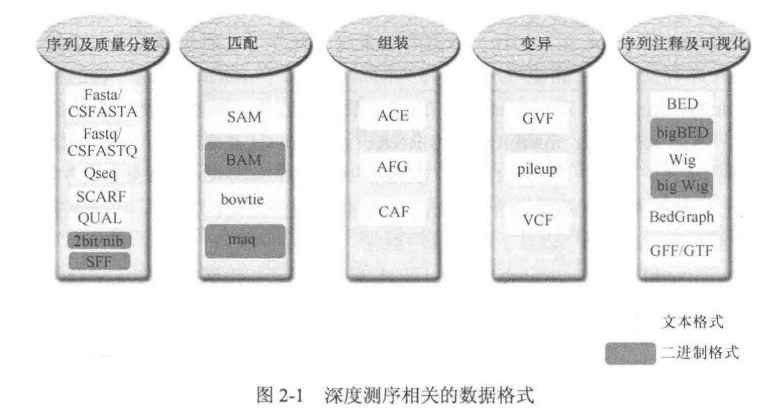 序列及质量分数
匹配
组装
变异
序列注释及可视化
Fasta/
CSFASTA
Fastq/
CSFASTQ
Qseq
SCARF
QUAL
2bit/nib
SFF
SAM
BAM
bowtie
maq
ACE
AFG
CAF
GVF
pileup
VCF
BED
bigBED
Wig
big Wig
BedGraph
GFF/GTF
文本格式
二进制格式
图 2-1 深度测序相关的数据格式